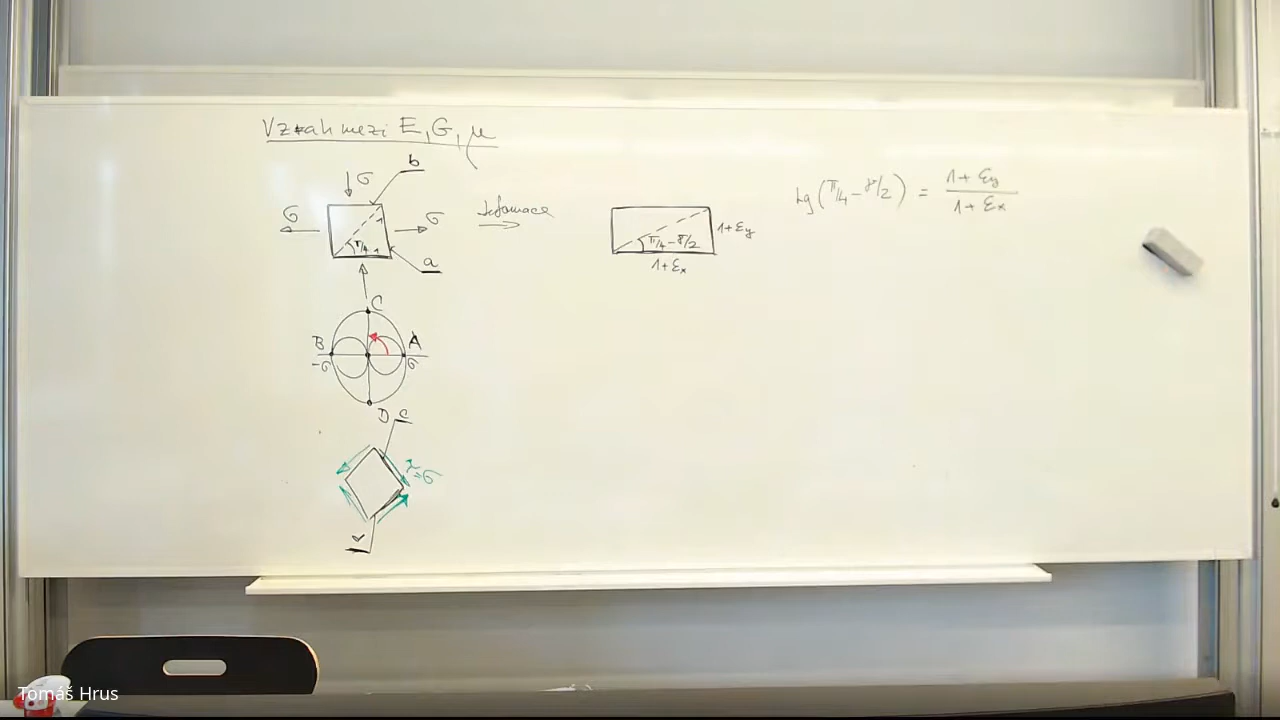 Vztah mezi E, G, μ
σ
b
σ
σ
π/4
1
a
deformace
π/4 - γ/2
1+εy
1+εx
tg(π/4 - γ/2) = (1+εy)/(1+εx)
C
B
A
-σ
σ
D
c
τ=σ
Tomáš Hrus